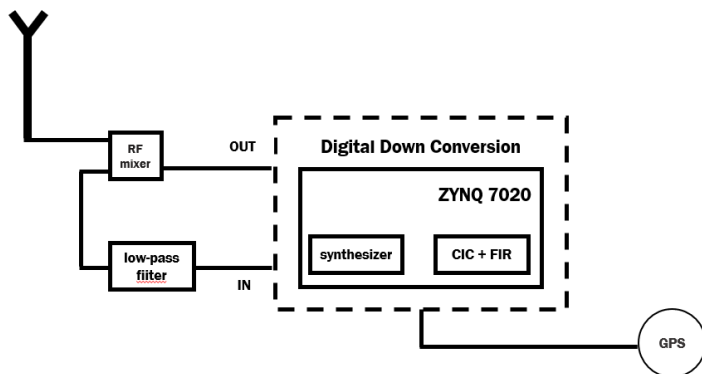 RF
mixer
OUT
Digital Down Conversion
ZYNQ 7020
synthesizer
CIC + FIR
low-pass
fiiter
IN
GPS